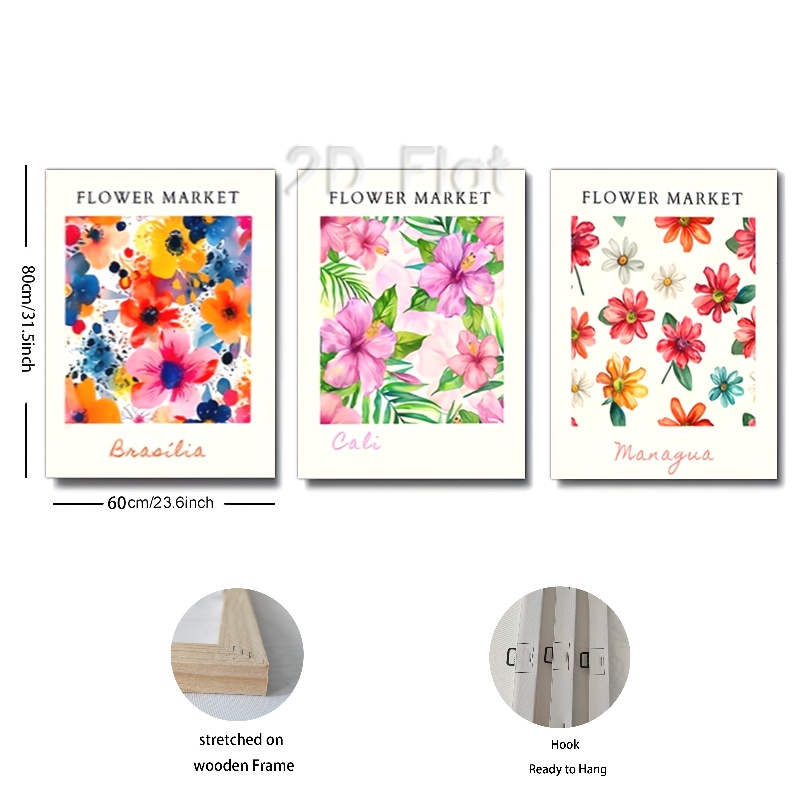 2D Flat
FLOWER MARKET
FLOWER MARKET
FLOWER MARKET
80cm/31.5inch
Brasília
Cali
Managua
60cm/23.6inch
stretched on
wooden Frame
Hook
Ready to Hang